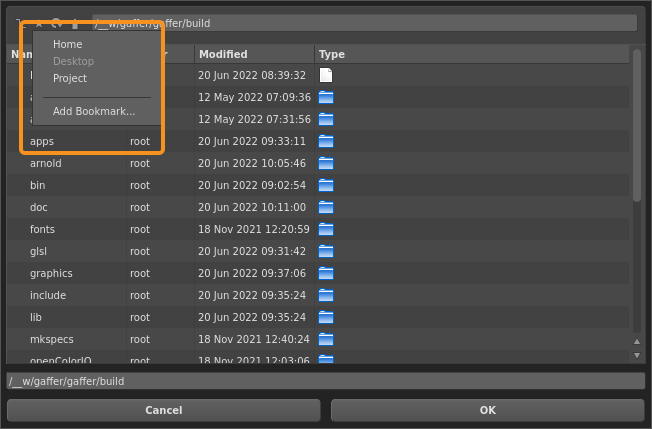 /__w/gaffer/gaffer/build
Modified Type
Home
Desktop
Project
Add Bookmark...
20 Jun 2022 08:39:32
12 May 2022 07:09:36
12 May 2022 07:31:56
apps root 20 Jun 2022 09:33:11
arnold root 20 Jun 2022 10:05:46
bin root 20 Jun 2022 09:02:54
doc root 20 Jun 2022 10:11:00
fonts root 18 Nov 2021 12:20:59
glsl root 20 Jun 2022 09:31:42
graphics root 20 Jun 2022 09:37:06
include root 20 Jun 2022 09:35:24
lib root 20 Jun 2022 09:35:24
mkspecs root 18 Nov 2021 12:40:24
openColorIO root 18 Nov 2021 12:03:06
/__w/gaffer/gaffer/build
Cancel OK